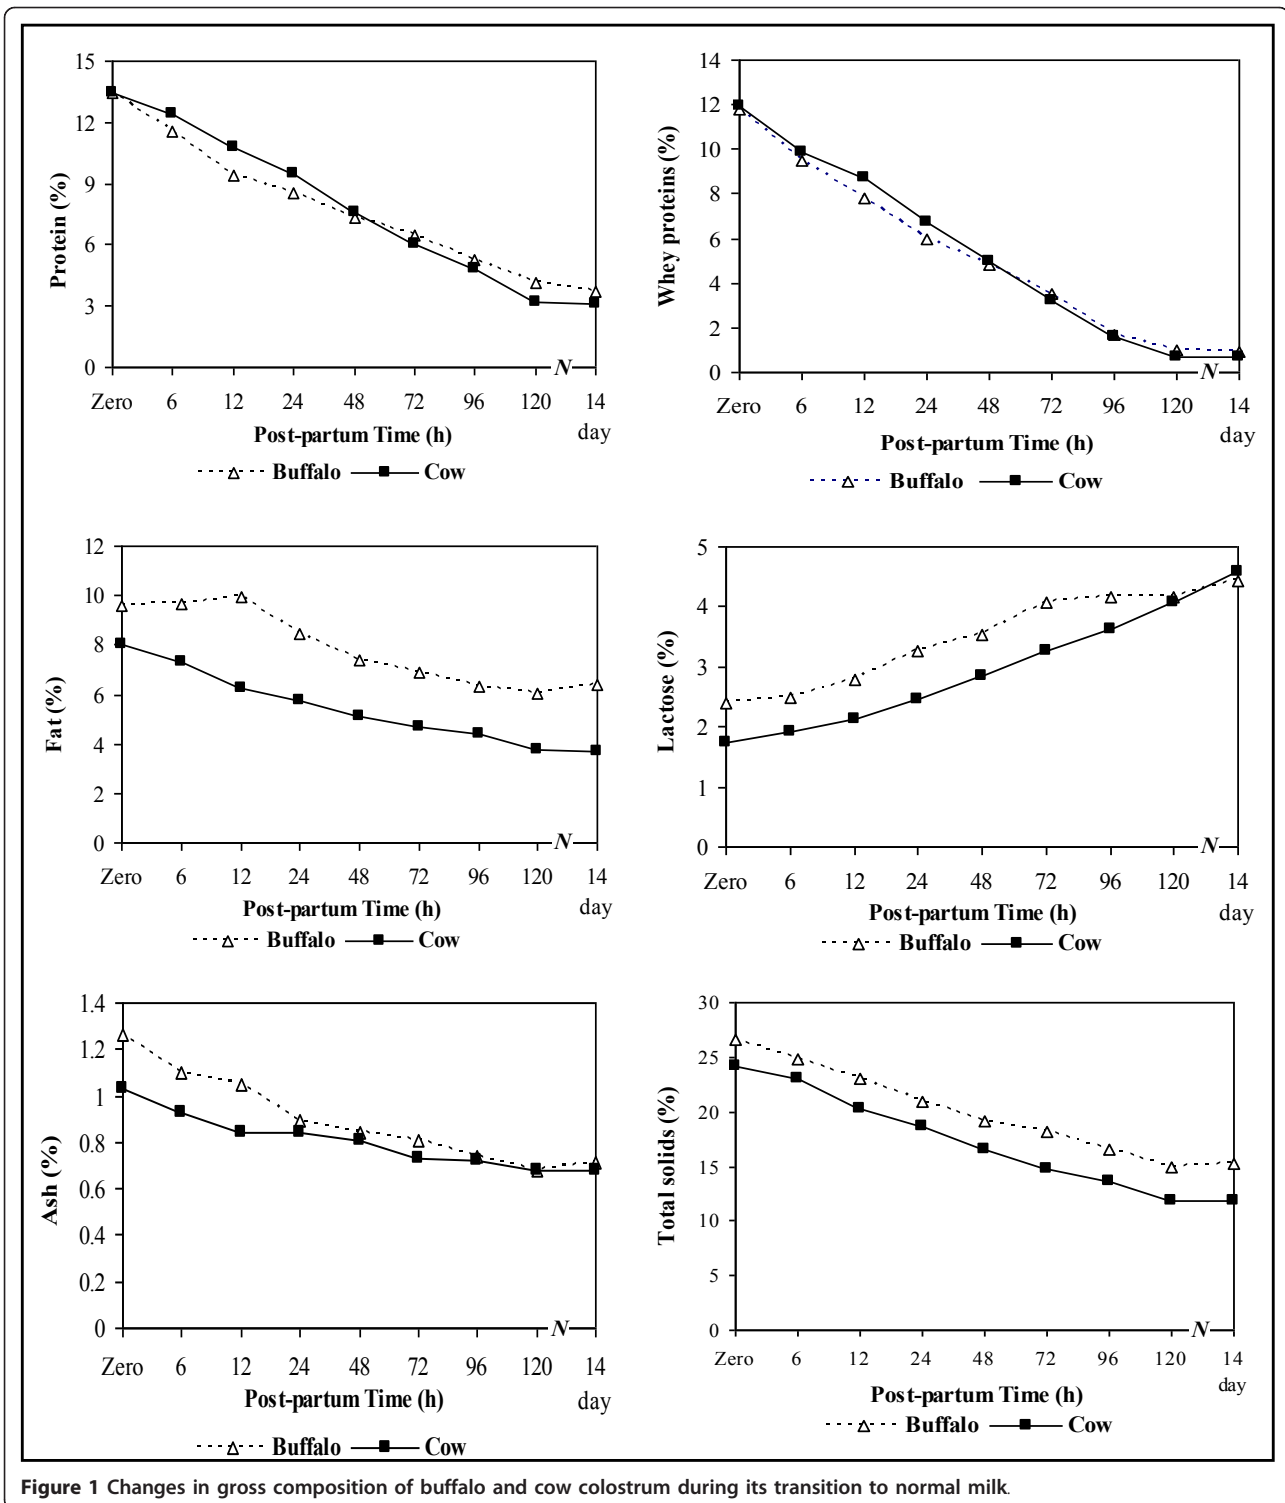 15
12
9
6
3
0
Protein (%)
N
Zero 6 12 24 48 72 96 120 14
day
Post-partum Time (h)
Buffalo Cow
14
12
10
8
6
4
2
0
Whey proteins (%)
N
Zero 6 12 24 48 72 96 120 14
day
Post-partum Time (h)
Buffalo Cow
12
10
8
6
4
2
0
Fat (%)
N
Zero 6 12 24 48 72 96 120 14
day
Post-partum Time (h)
Buffalo Cow
5
4
3
2
1
0
Lactose (%)
N
Zero 6 12 24 48 72 96 120 14
day
Post-partum Time (h)
Buffalo Cow
1.4
1.2
1
0.8
0.6
0.4
0.2
0
Ash (%)
N
Zero 6 12 24 48 72 96 120 14
day
Post-partum Time (h)
Buffalo Cow
30
25
20
15
10
5
0
Total solids (%)
N
Zero 6 12 24 48 72 96 120 14
day
Post-partum Time (h)
Buffalo Cow
Figure 1 Changes in gross composition of buffalo and cow colostrum during its transition to normal milk.